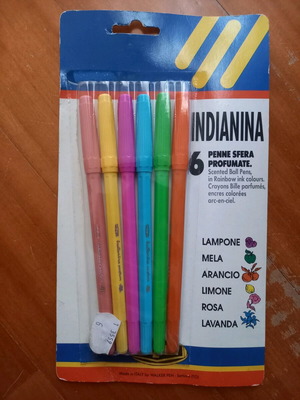 INDIANINA
6 PENNE SFERA
PROFUMATE.
Scented Ball Pens,
in Rainbow ink colours.
Crayons Bille parfumés,
encres colorées
arc-en-ciel.
LAMPONE
MELA
ARANCIO
LIMONE
ROSA
LAVANDA